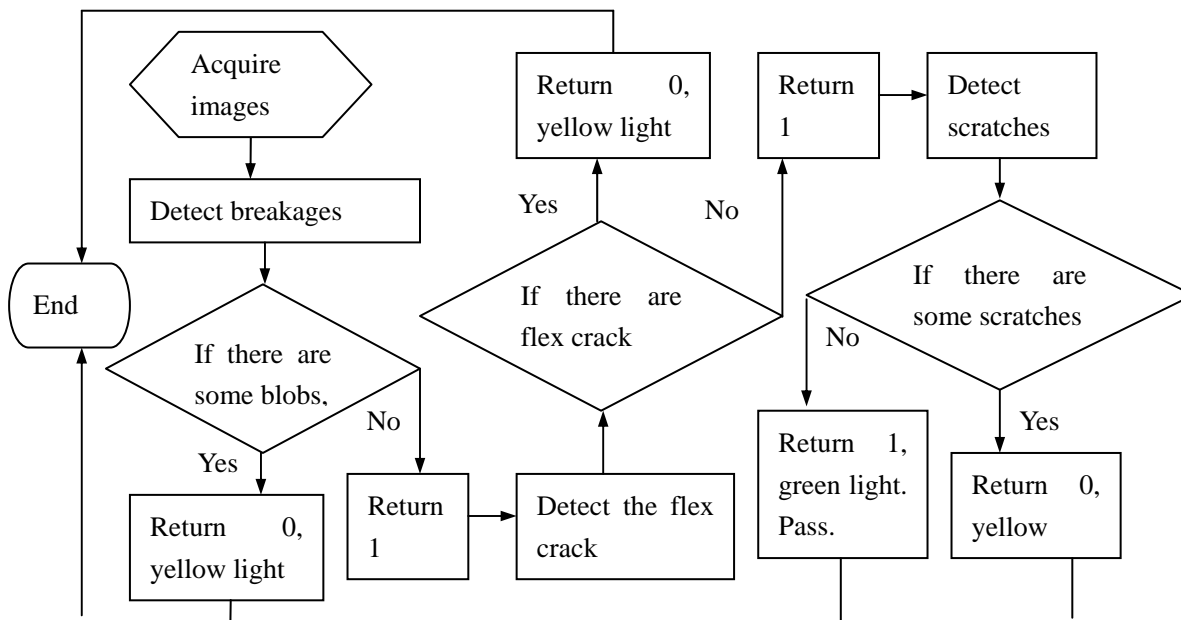 Acquire
images
Detect breakages
End
If there are
some blobs,
Yes
No
Return 0,
yellow light
Return
1
Detect the flex
crack
If there are
flex crack
Yes
No
Return 0,
yellow light
Return
1
Detect
scratches
If there are
some scratches
No
Yes
Return 1,
green light.
Pass.
Return 0,
yellow